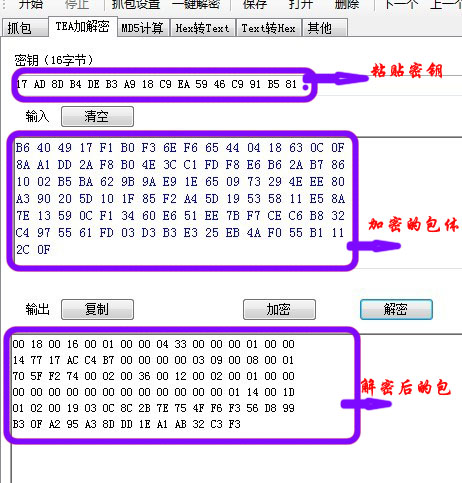 开始 停止 抓包设置 一键解密 保存 打开 删除 下一个 上一个
抓包 TEA加解密 MD5计算 Hex转Text Text转Hex 其他
密钥（16字节）
17 AD 8D B4 DE B3 A9 18 C9 EA 59 46 C9 91 B5 81
粘贴密钥
输入 清空
B6 40 49 17 F1 B0 F3 6E F6 65 44 04 18 63 0C 0F
8A A1 DD 2A F8 B0 4E 3C C1 FD F8 E6 B6 2A B7 86
10 02 B5 BA 62 9B 9A E9 1E 65 09 73 29 4E EE 80
A3 90 20 5D 10 1F 85 F2 A4 5D 19 53 58 11 E5 8A
7E 13 59 0C F1 34 60 E6 51 EE 7B F7 CE C6 B8 32
C4 97 55 61 FD 03 D3 B3 E3 25 EB 4A F0 55 B1 11
2C 0F
加密的包体
输出 复制 加密 解密
00 18 00 16 00 01 00 00 04 33 00 00 00 01 00 00
14 77 17 AC C4 B7 00 00 00 00 03 09 00 08 00 01
70 5F F2 74 00 02 00 36 00 12 00 02 00 01 00 00
00 00 00 00 00 00 00 00 00 00 00 00 01 14 00 1D
01 02 00 19 03 0C 8C 2B 7E 75 4F F6 F3 56 D8 99
B3 0F A2 95 A3 8D DD 1E A1 AB 32 C3 F3
解密后的包